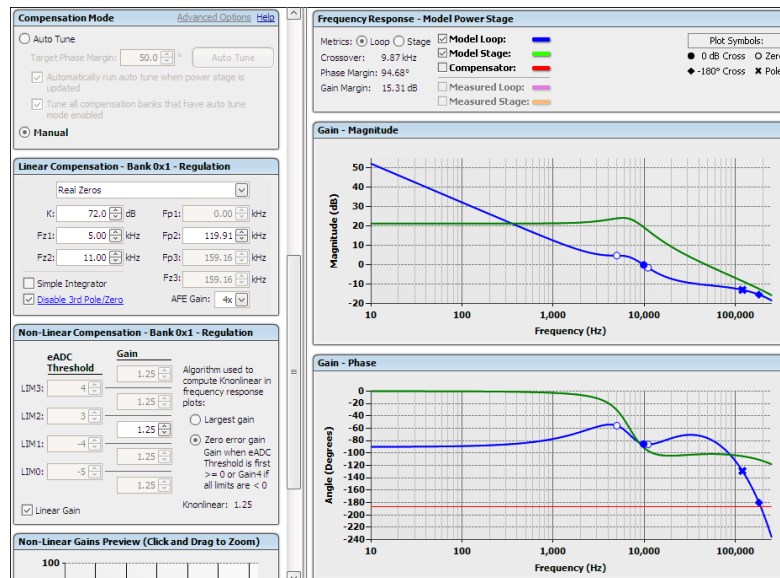 Compensation Mode
Advanced Options Help
Auto Tune
Target Phase Margin: 50.0 °
Auto Tune
Automatically run auto tune when power stage is
updated
Tune all compensation banks that have auto tune
mode enabled
Manual
Linear Compensation - Bank 0x1 - Regulation
Real Zeros
K: 72.0 dB Fp1: 0.00 kHz
Fz1: 5.00 kHz Fp2: 119.91 kHz
Fz2: 11.00 kHz Fp3: 159.16 kHz
Simple Integrator Fz3: 159.16 kHz
Disable 3rd Pole/Zero AFE Gain: 4x
Non-Linear Compensation - Bank 0x1 - Regulation
eADC
Threshold
Gain
1.25
LIM3: 4
1.25
LIM2: 3
1.25
LIM1: -4
1.25
LIM0: -5
1.25
Algorithm used to
compute Knonlinear in
frequency response
plots:
Largest gain
Zero error gain
Gain when eADC
Threshold is first
>= 0 or Gain4 if
all limits are < 0
Linear Gain
Knonlinear: 1.25
Non-Linear Gains Preview (Click and Drag to Zoom)
100
Frequency Response - Model Power Stage
Metrics: Loop Stage
Crossover: 9.87 kHz
Phase Margin: 94.68°
Gain Margin: 15.31 dB
Model Loop:
Model Stage:
Compensator:
Measured Loop:
Measured Stage:
Plot Symbols:
0 dB Cross Zero
-180° Cross Pole
Gain - Magnitude
Magnitude (dB)
50
40
30
20
10
0
-10
-20
10 100 1,000 10,000 100,000
Frequency (Hz)
Gain - Phase
Angle (Degrees)
0
-20
-40
-60
-80
-100
-120
-140
-160
-180
-200
-220
-240
10 100 1,000 10,000 100,000
Frequency (Hz)